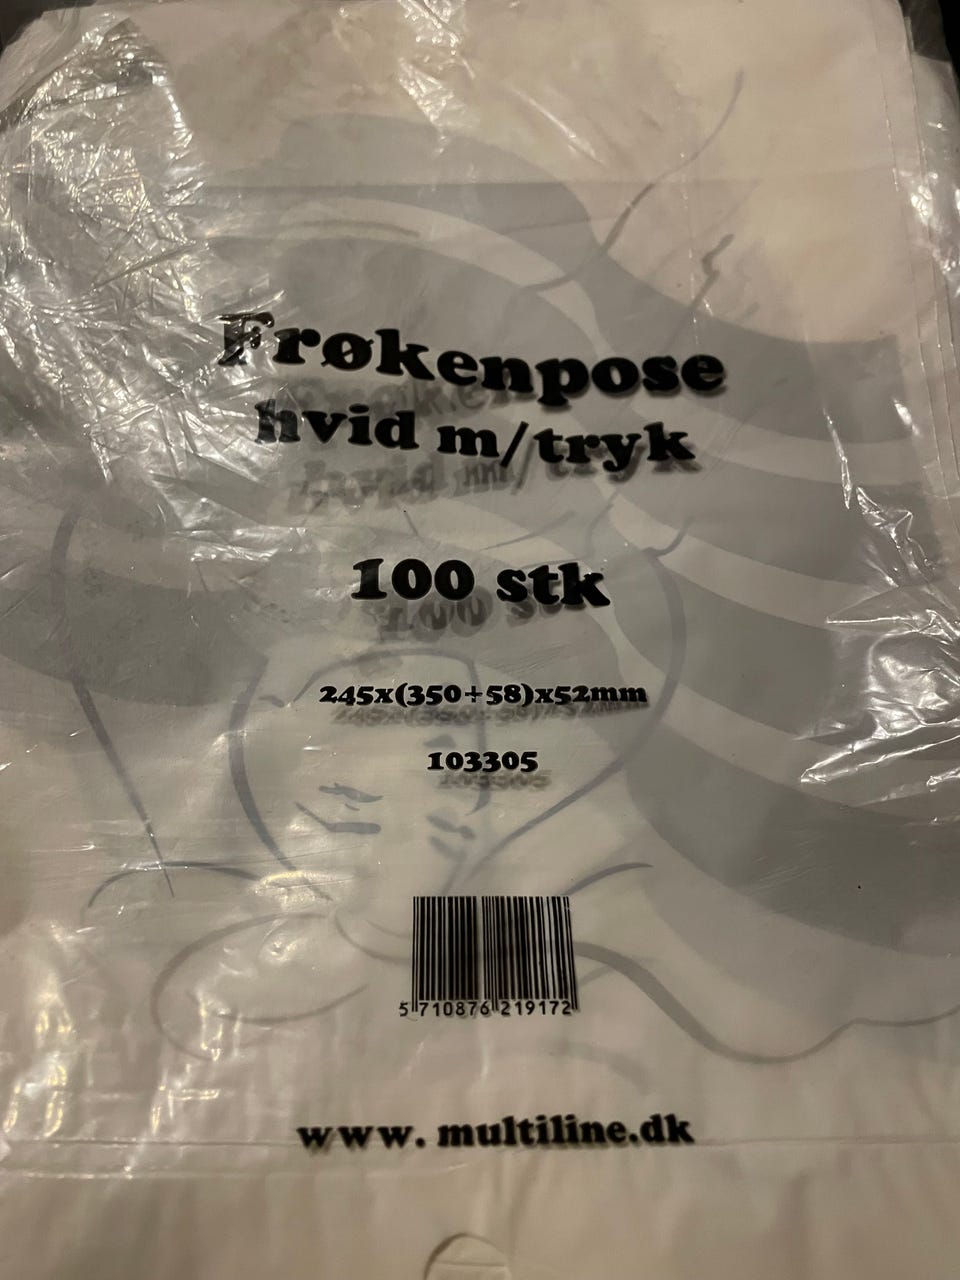 Frøkenpose
hvid m/tryk
100 stk
245x(350+58)x52mm
103305
5 710876 219172
www. multiline.dk